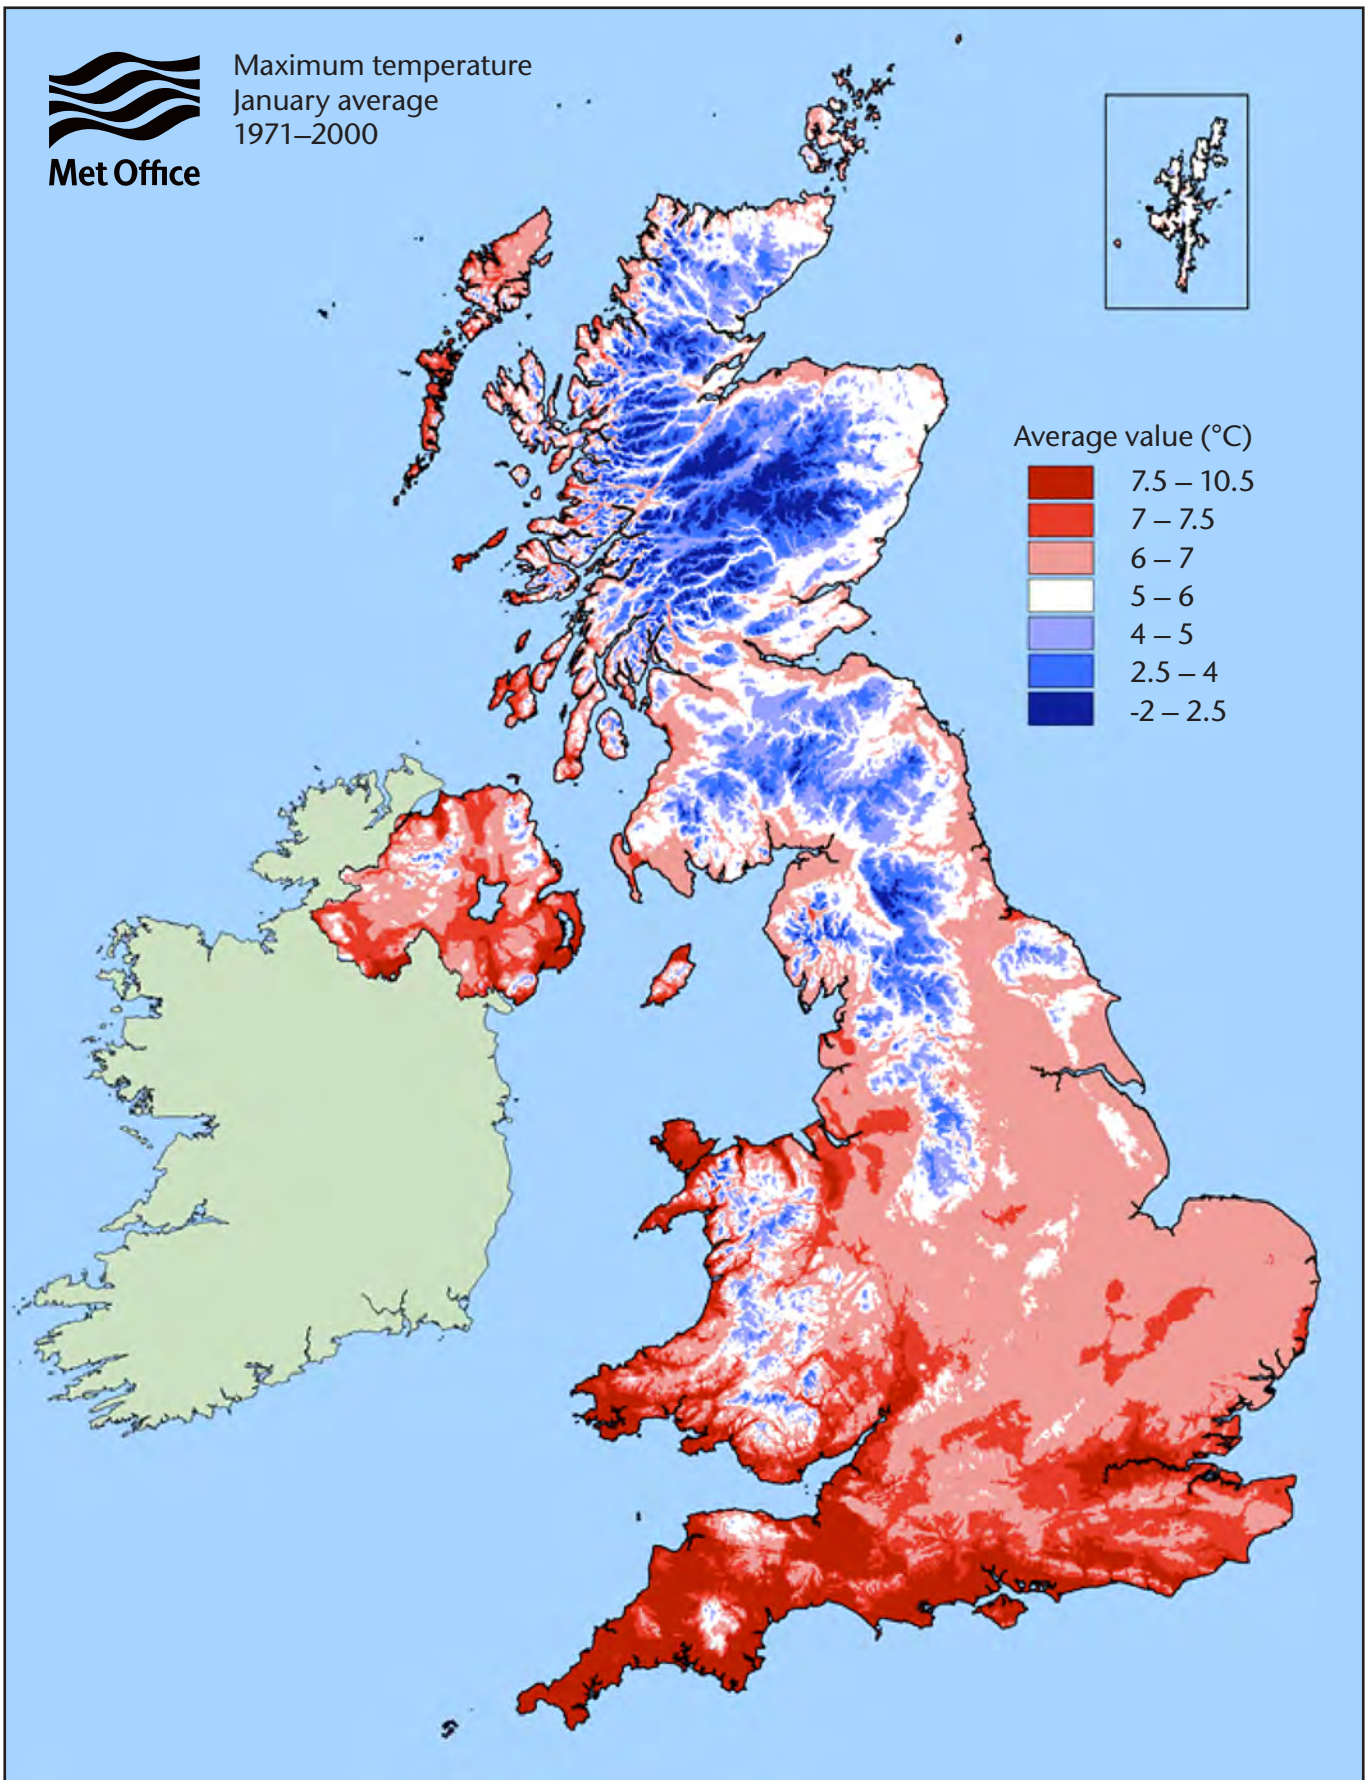 Maximum temperature
January average
1971–2000
Met Office
Average value (°C)
7.5 – 10.5
7 – 7.5
6 – 7
5 – 6
4 – 5
2.5 – 4
-2 – 2.5